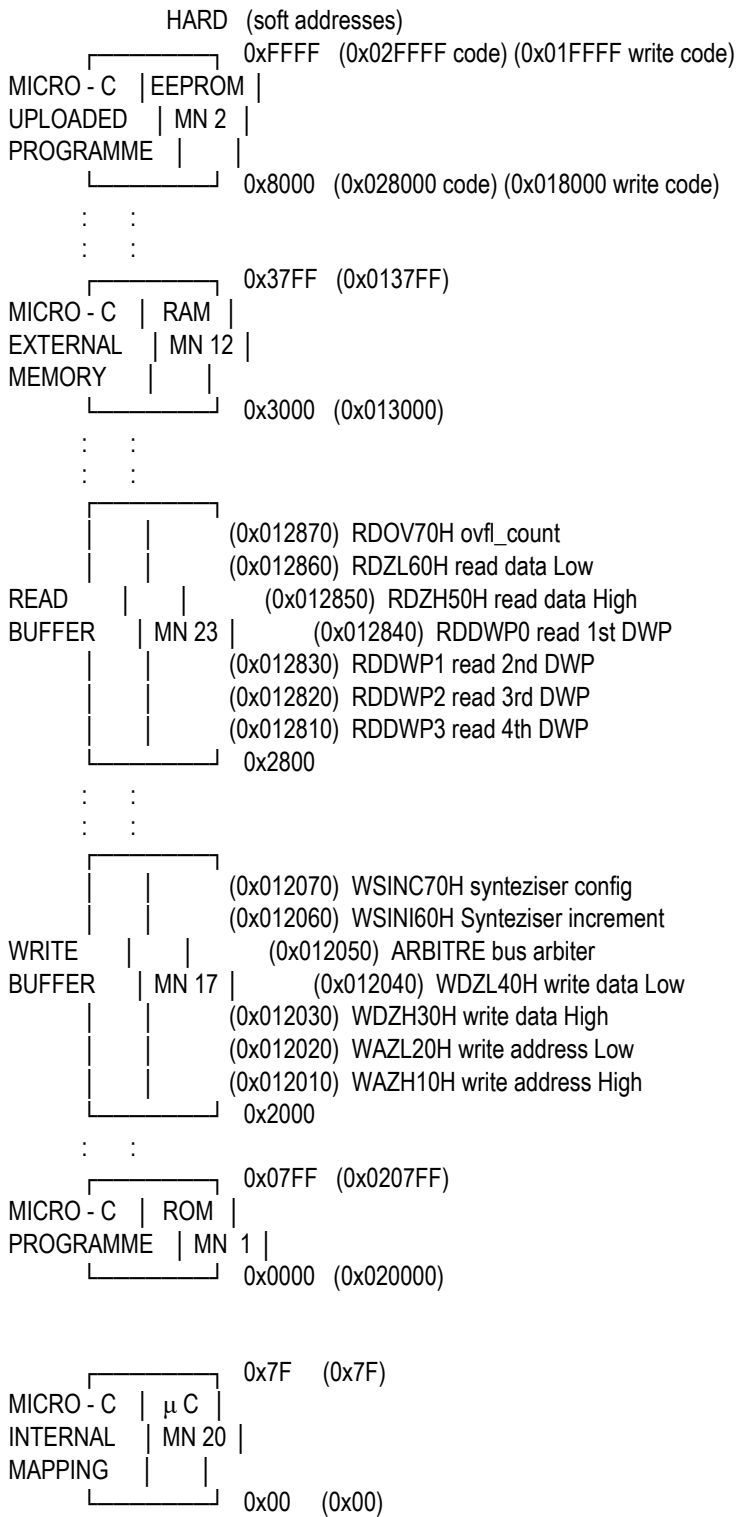 HARD (soft addresses)
0xFFFF (0x02FFFF code) (0x01FFFF write code)
MICRO - C │EEPROM │
UPLOADED │ MN 2 │
PROGRAMME │ │
0x8000 (0x028000 code) (0x018000 write code)
: :
: :
0x37FF (0x0137FF)
MICRO - C │ RAM │
EXTERNAL │ MN 12 │
MEMORY │ │
0x3000 (0x013000)
: :
: :
│ │ (0x012870) RDOV70H ovfl_count
│ │ (0x012860) RDZL60H read data Low
READ │ │ (0x012850) RDZH50H read data High
BUFFER │ MN 23 │ (0x012840) RDDWP0 read 1st DWP
│ │ (0x012830) RDDWP1 read 2nd DWP
│ │ (0x012820) RDDWP2 read 3rd DWP
│ │ (0x012810) RDDWP3 read 4th DWP
0x2800
: :
: :
│ │ (0x012070) WSINC70H synteziser config
│ │ (0x012060) WSINI60H Synteziser increment
WRITE │ │ (0x012050) ARBITRE bus arbiter
BUFFER │ MN 17 │ (0x012040) WDZL40H write data Low
│ │ (0x012030) WDZH30H write data High
│ │ (0x012020) WAZL20H write address Low
│ │ (0x012010) WAZH10H write address High
0x2000
: :
0x07FF (0x0207FF)
MICRO - C │ ROM │
PROGRAMME │ MN 1 │
0x0000 (0x020000)
0x7F (0x7F)
MICRO - C │ μ C │
INTERNAL │ MN 20 │
MAPPING │ │
0x00 (0x00)